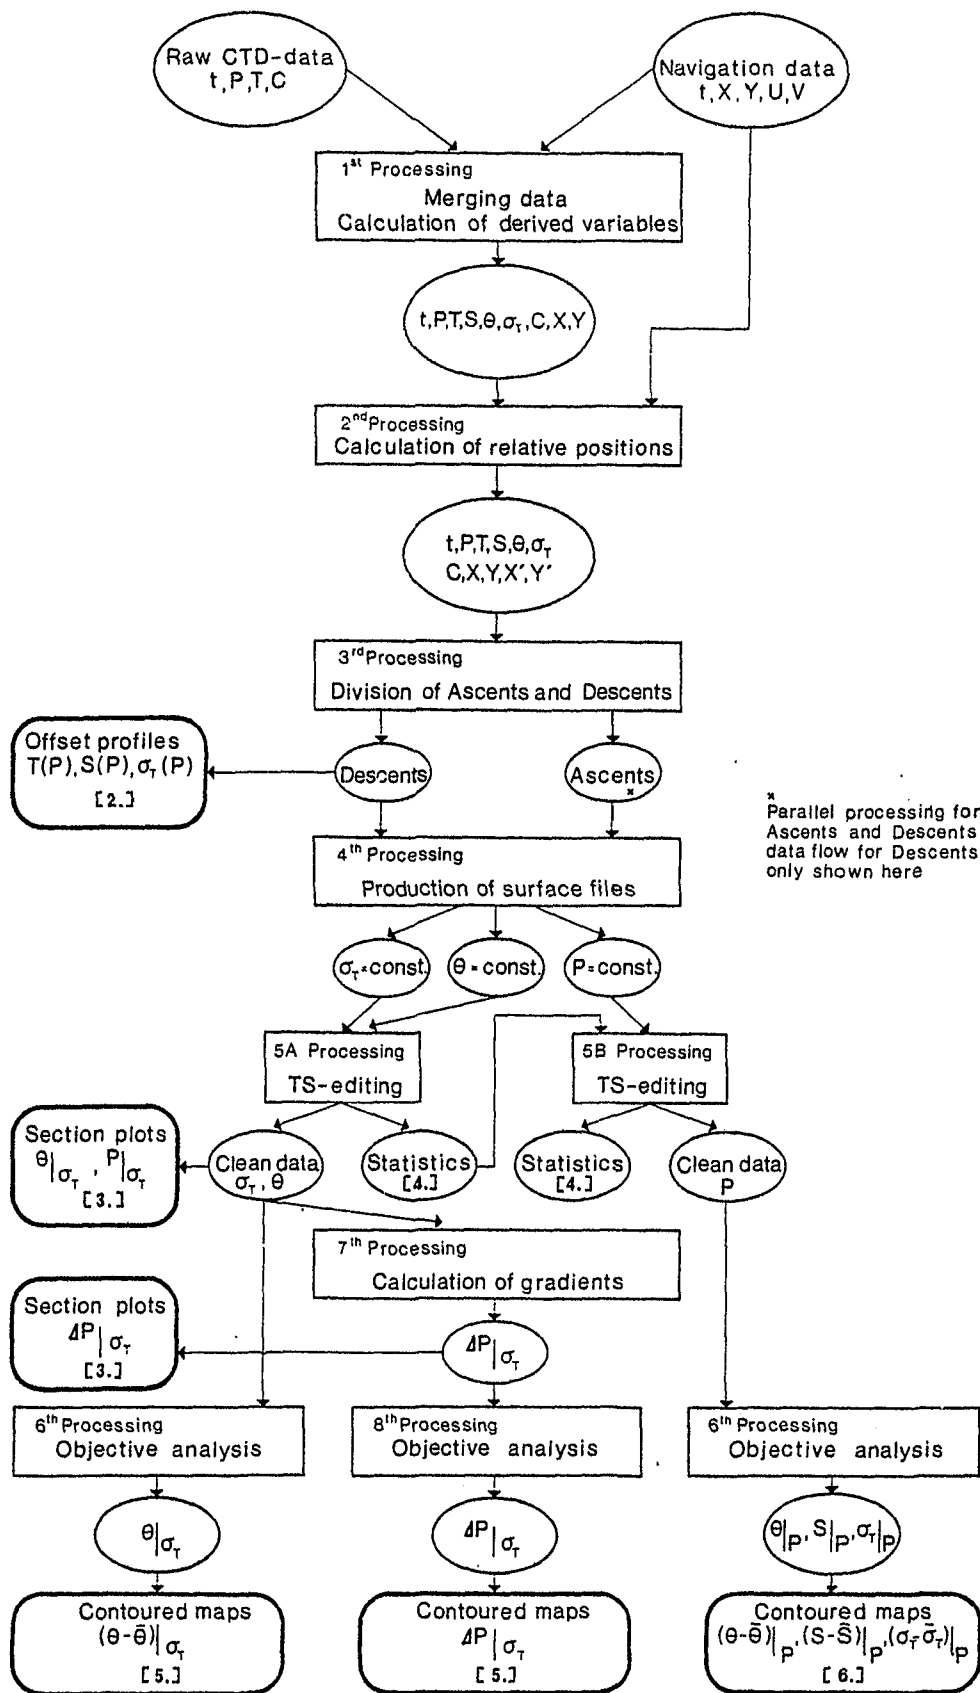 Raw CTD-data
t,P,T,C
Navigation data
t,X,Y,U,V
1st Processing
Merging data
Calculation of derived variables
t,P,T,S,θ,σT,C,X,Y
2nd Processing
Calculation of relative positions
t,P,T,S,θ,σT
C,X,Y,X´,Y´
3rd Processing
Division of Ascents and Descents
Offset profiles
T(P),S(P),σT(P)
[2.]
Descents
Ascents
x
x
Parallel processing for
Ascents and Descents
data flow for Descents
only shown here
4th Processing
Production of surface files
σT=const.
θ=const.
P=const.
5A Processing
TS-editing
5B Processing
TS-editing
Section plots
θ|σT , P|σT
[3.]
Clean data
σT, θ
Statistics
[4.]
Statistics
[4.]
Clean data
P
7th Processing
Calculation of gradients
Section plots
ΔP|σT
[3.]
ΔP|σT
6th Processing
Objective analysis
8th Processing
Objective analysis
6th Processing
Objective analysis
θ|σT
ΔP|σT
θ|P, S|P, σT|P
Contoured maps
(θ-θ̄)|σT
[5.]
Contoured maps
ΔP|σT
[5.]
Contoured maps
(θ-θ̄)|P,(S-S̄)|P,(σT-σ̄T)|P
[6.]